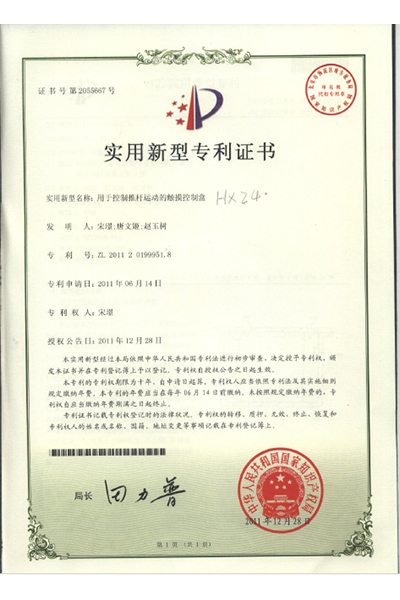 证书号第2055667号
实用新型专利证书
实用新型名称：用于控制推杆运动的触摸控制盒 HX24
发明人：宋璟;唐文锻;赵玉树
专利号：ZL 2011 2 0199951.8
专利申请日：2011年06月14日
专利权人：宋璟
授权公告日：2011年12月28日
本实用新型经过本局依照中华人民共和国专利法进行初步审查，决定授予专利权，颁
发本证书并在专利登记簿上予以登记。专利权自授权公告之日起生效。
本专利的专利权期限为十年，自申请日起算。专利权人应当依照专利法及其实施细则
规定缴纳年费。本专利的年费应当在每年06月14日前缴纳。未按照规定缴纳年费的，专
利权自应当缴纳年费期满之日起终止。
专利证书记载专利权登记时的法律状况。专利权的转移、质押、无效、终止、恢复和
专利权人的姓名或名称、国籍、地址变更等事项记载在专利登记簿上。
局长 田力普
中华人民共和国国家知识产权局
2011年12月28日
第1页（共1页）